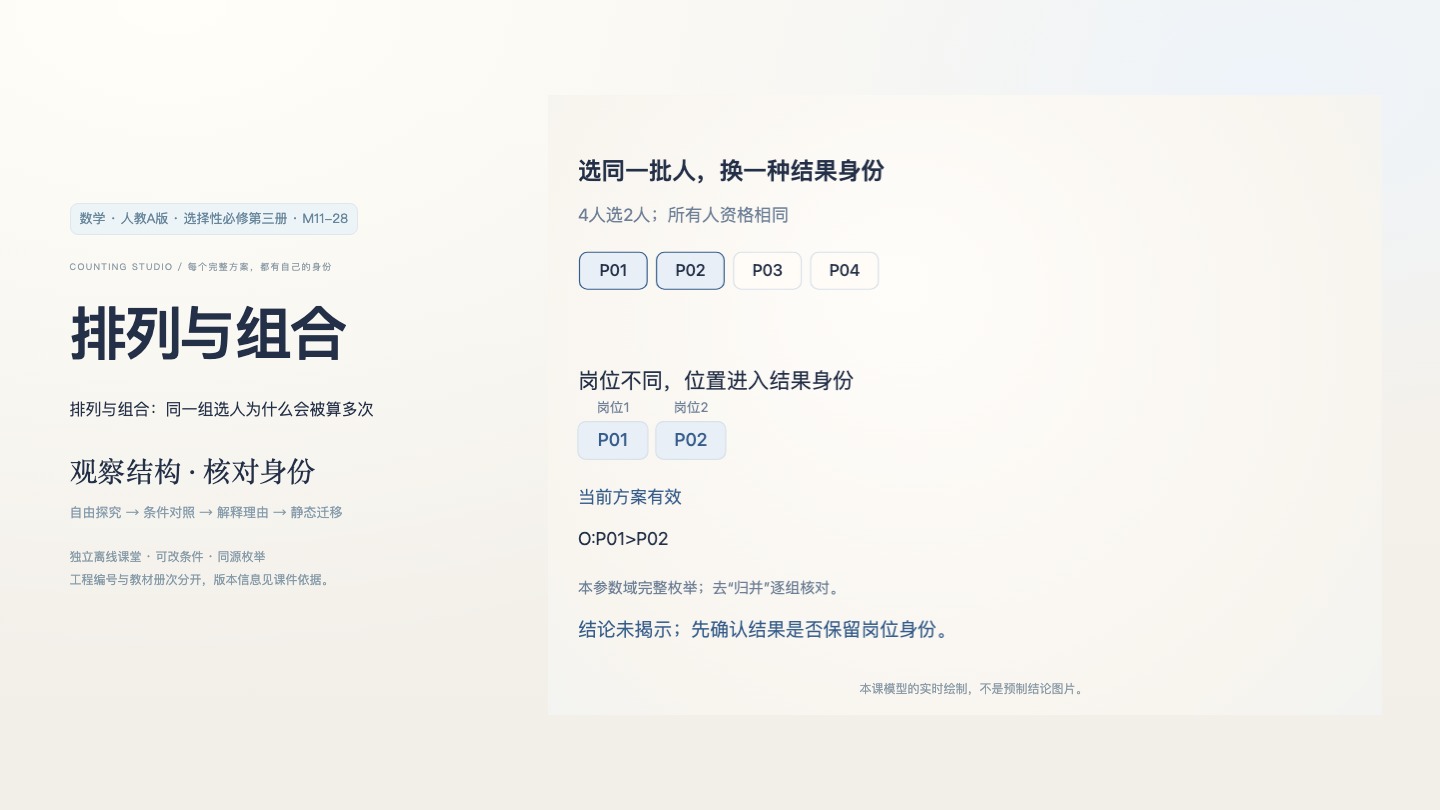 数学 · 人教A版 · 选择性必修第三册 · M11–28
COUNTING STUDIO / 每个完整方案，都有自己的身份
排列与组合
排列与组合：同一组选人为什么会被算多次
观察结构 · 核对身份
自由探究 → 条件对照 → 解释理由 → 静态迁移
独立离线课堂 · 可改条件 · 同源枚举
工程编号与教材册次分开，版本信息见课件依据。
选同一批人，换一种结果身份
4人选2人；所有人资格相同
P01 P02 P03 P04
岗位不同，位置进入结果身份
岗位1 岗位2
P01 P02
当前方案有效
O:P01>P02
本参数域完整枚举；去“归并”逐组核对。
结论未揭示；先确认结果是否保留岗位身份。
本课模型的实时绘制，不是预制结论图片。